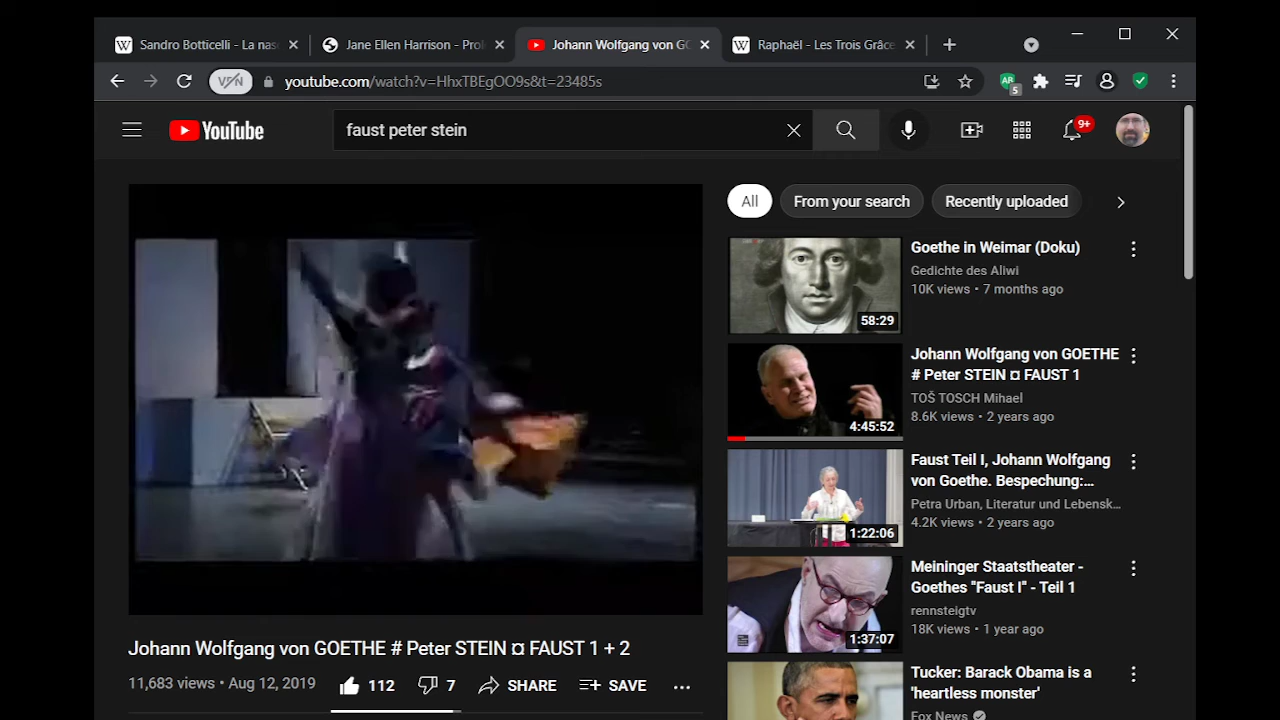 Sandro Botticelli - La nas
Jane Ellen Harrison - Prol
Johann Wolfgang von GO
Raphaël - Les Trois Grâce
VPN
youtube.com/watch?v=HhxTBEgOO9s&t=23485s
5
YouTube
faust peter stein
9+
All
From your search
Recently uploaded
Goethe in Weimar (Doku)
Gedichte des Allwi
10K views • 7 months ago
58:29
Johann Wolfgang von GOETHE
# Peter STEIN ¤ FAUST 1
TOŠ TOSCH Mihael
8.6K views • 2 years ago
4:45:52
Faust Teil I, Johann Wolfgang
von Goethe. Bespechung:...
Petra Urban, Literatur und Lebensk...
4.2K views • 2 years ago
1:22:06
Meininger Staatstheater -
Goethes "Faust I" - Teil 1
rennsteigtv
18K views • 1 year ago
1:37:07
Tucker: Barack Obama is a
'heartless monster'
Fox News
Johann Wolfgang von GOETHE # Peter STEIN ¤ FAUST 1 + 2
11,683 views • Aug 12, 2019
112
7
SHARE
SAVE